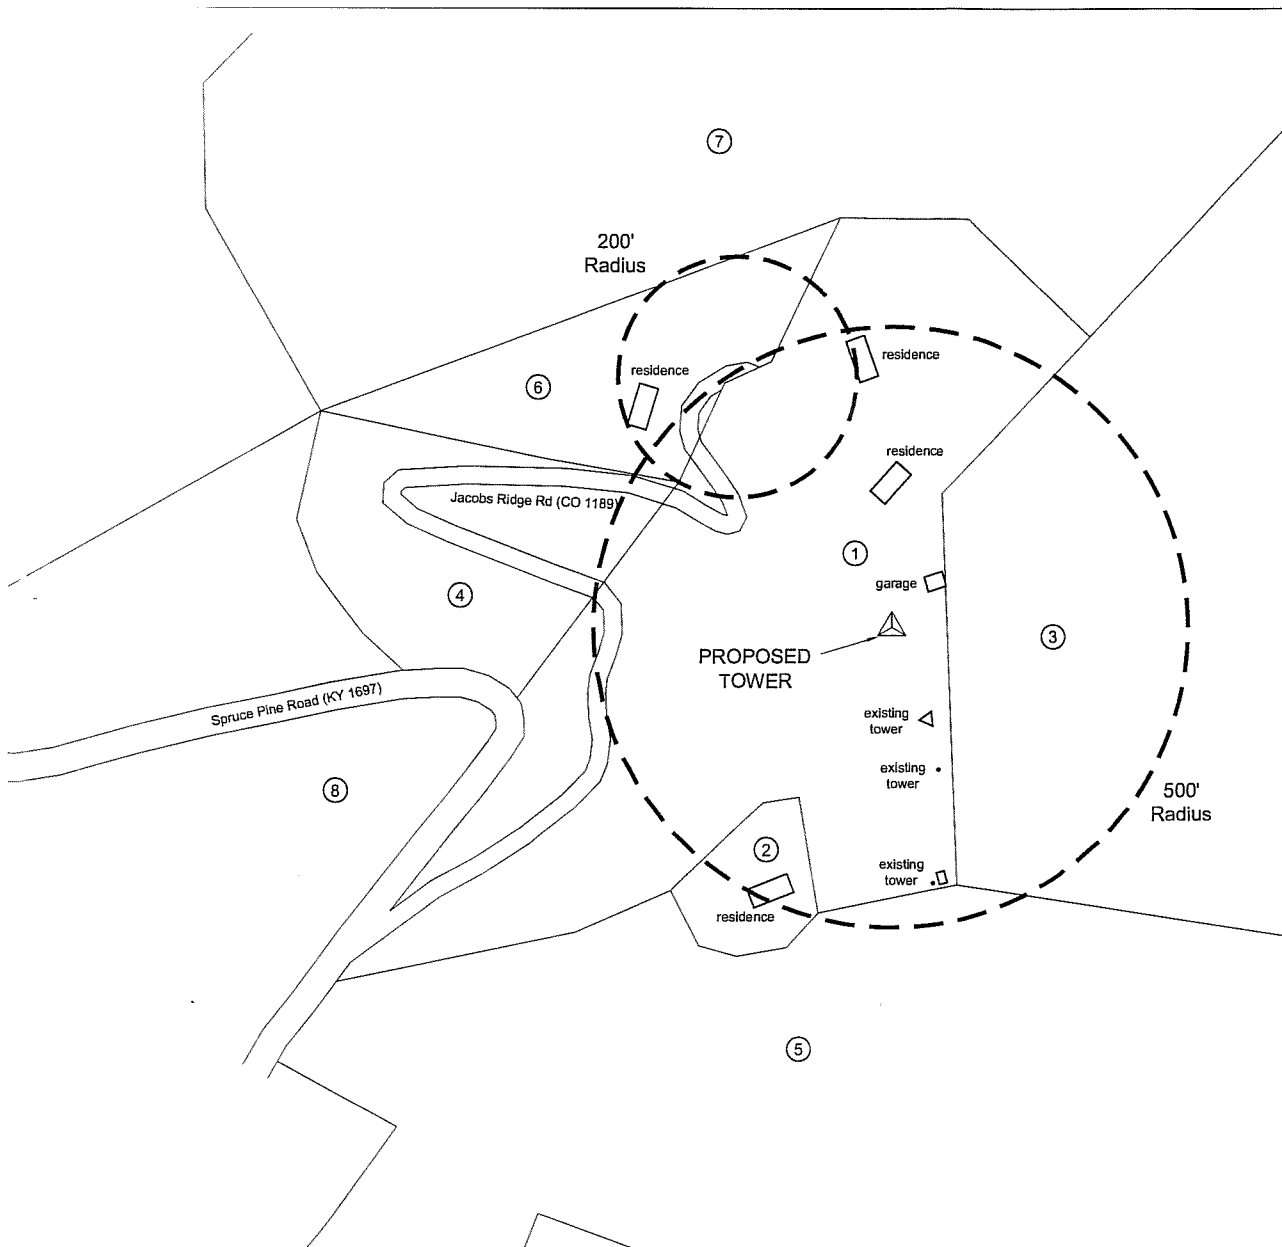 7
200'
Radius
residence
residence
6
residence
Jacobs Ridge Rd (CO 1189)
1
garage
4
3
PROPOSED
TOWER
Spruce Pine Road (KY 1697)
existing
tower
existing
tower
8
500'
Radius
2
existing
tower
residence
5